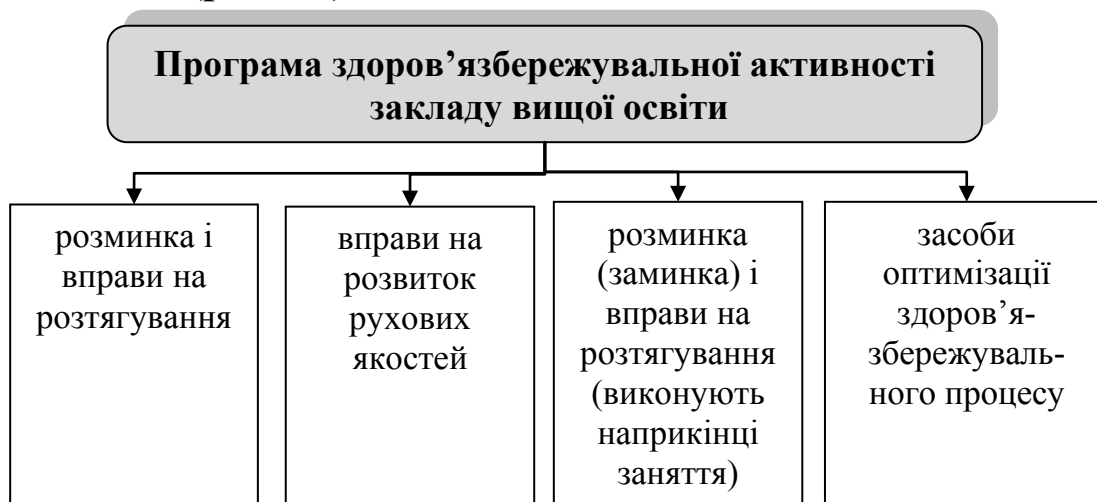 Програма здоров’язбережувальної активності
закладу вищої освіти
розминка і
вправи на
розтягування
вправи на
розвиток
рухових
якостей
розминка
(заминка) і
вправи на
розтягування
(виконують
наприкінці
заняття)
засоби
оптимізації
здоров’я-
збережуваль-
ного процесу